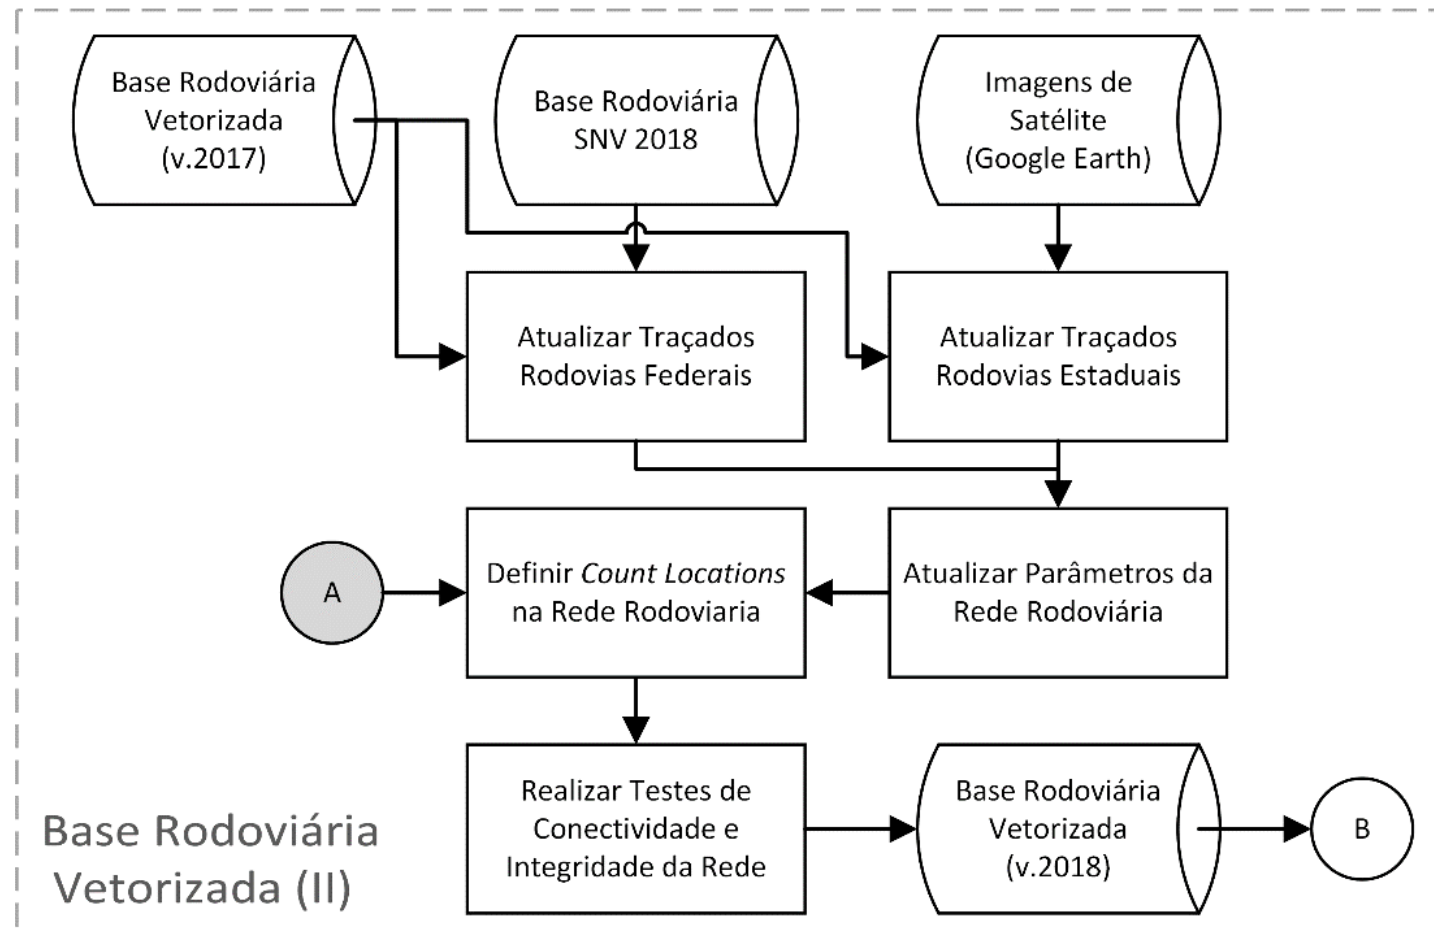 Base Rodoviária
Vetorizada
(v.2017)
Base Rodoviária
SNV 2018
Imagens de
Satélite
(Google Earth)
Atualizar Traçados
Rodovias Federais
Atualizar Traçados
Rodovias Estaduais
A
Definir Count Locations
na Rede Rodoviaria
Atualizar Parâmetros da
Rede Rodoviária
Realizar Testes de
Conectividade e
Integridade da Rede
Base Rodoviária
Vetorizada
(v.2018)
B
Base Rodoviária
Vetorizada (II)